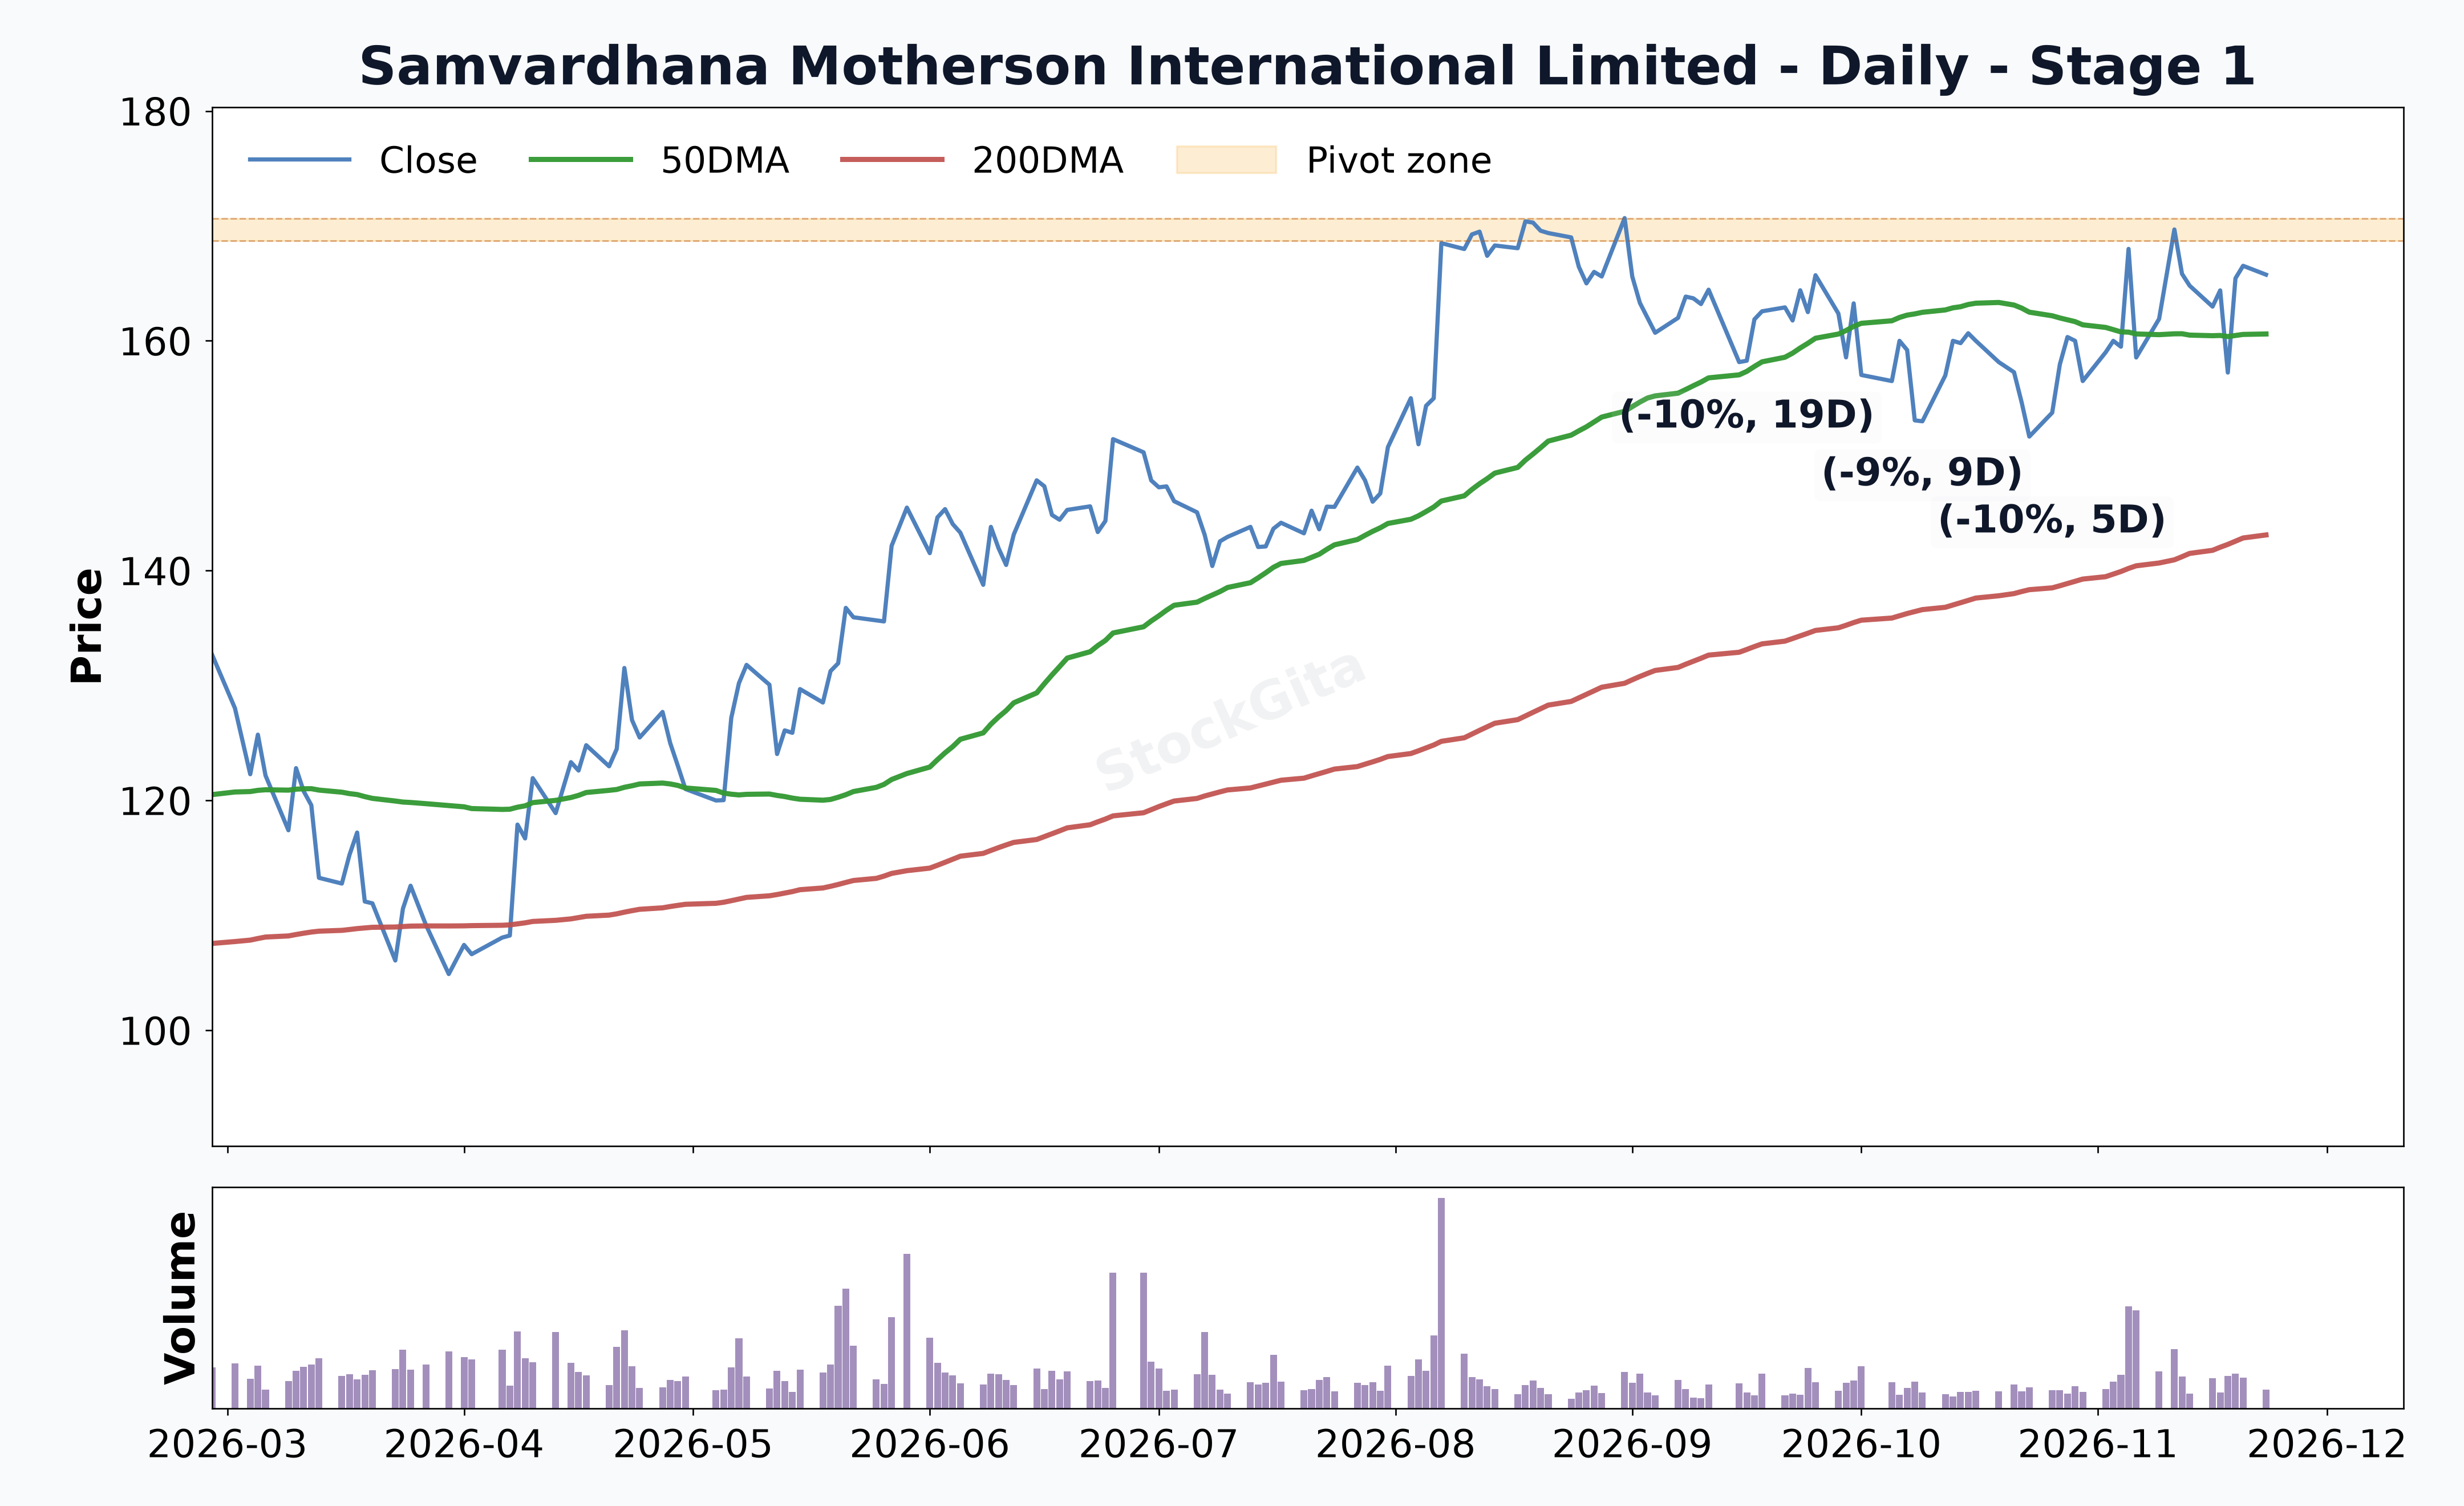 Samvardhana Motherson International Limited - Daily - Stage 1
Close 50DMA 200DMA Pivot zone
180
160
140
120
100
Price
(-10%, 19D)
(-9%, 9D)
(-10%, 5D)
StockGita
Volume
2026-03 2026-04 2026-05 2026-06 2026-07 2026-08 2026-09 2026-10 2026-11 2026-12